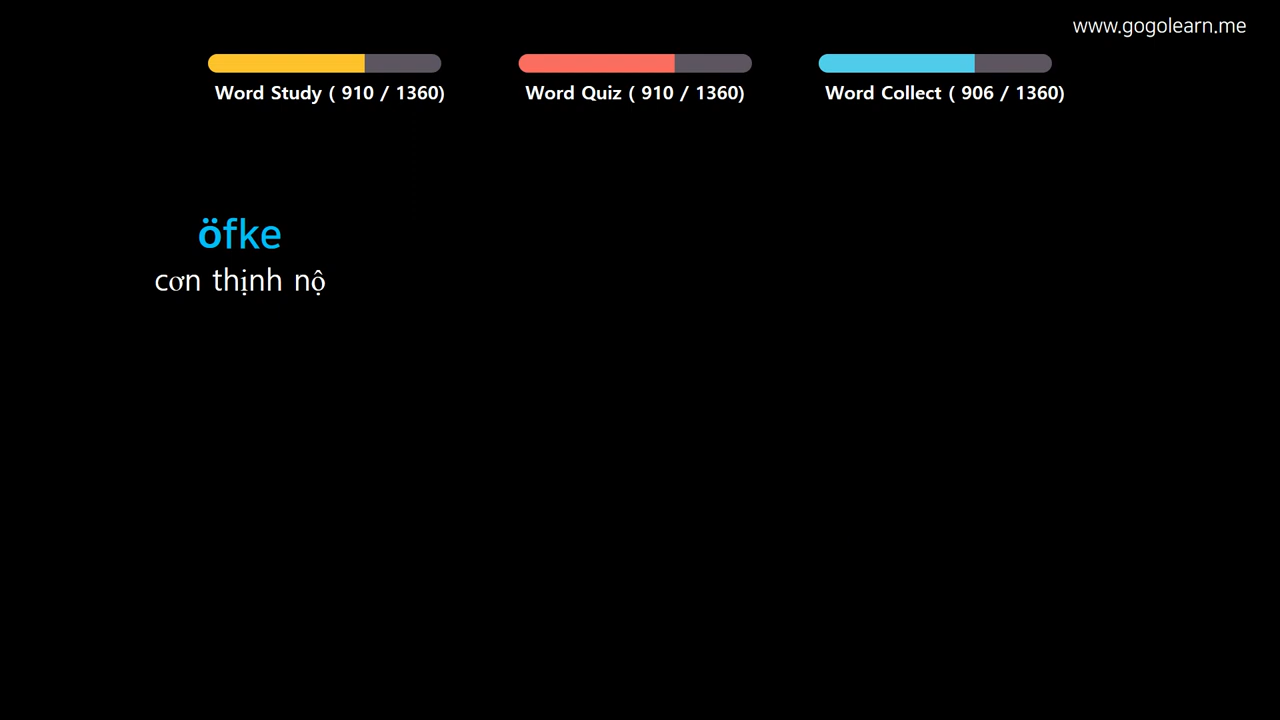 www.gogolearn.me
Word Study ( 910 / 1360)
Word Quiz ( 910 / 1360)
Word Collect ( 906 / 1360)
öfke
cơn thịnh nộ